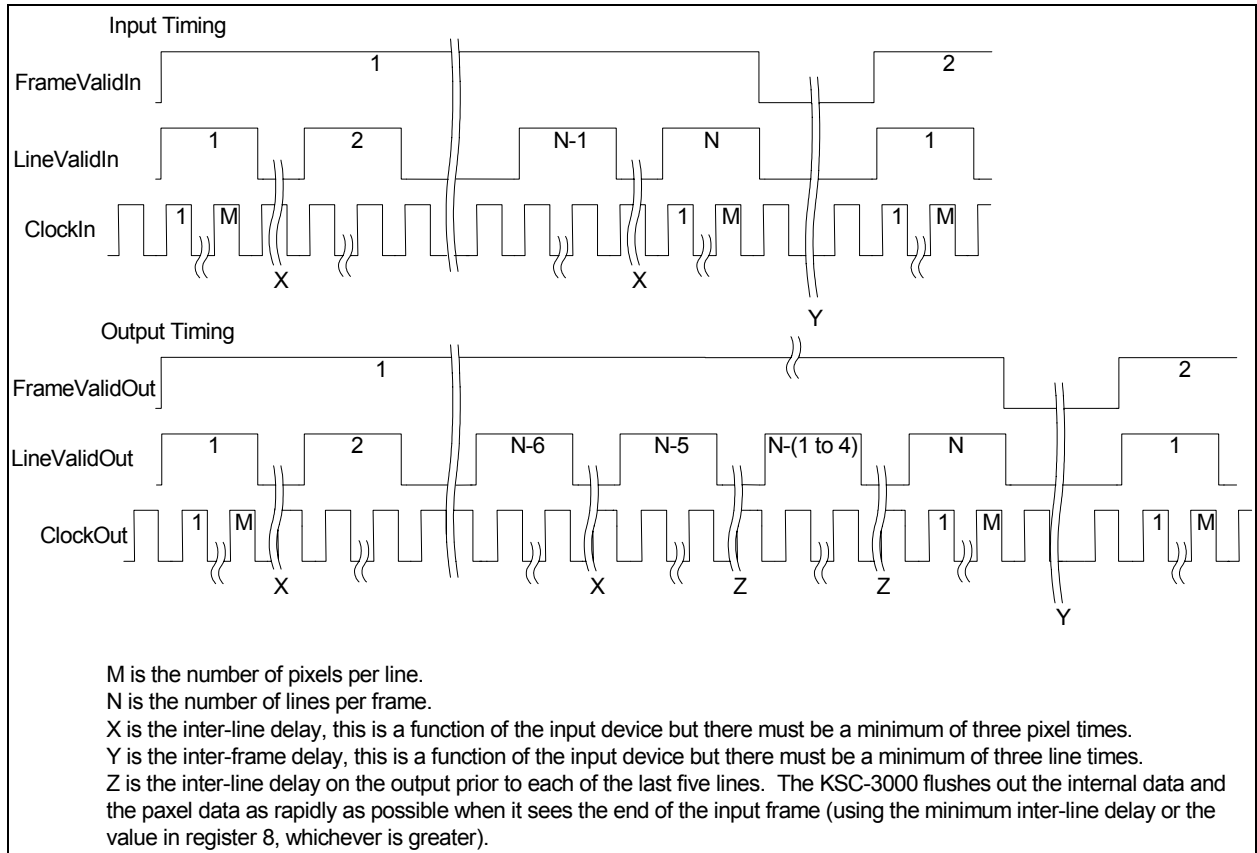 Input Timing
FrameValidIn 1 2
LineValidIn 1 2 N-1 N 1
ClockIn 1 M 1 M 1 M
X X
Y
Output Timing
FrameValidOut 1 2
LineValidOut 1 2 N-6 N-5 N-(1 to 4) N 1
ClockOut 1 M 1 M 1 M
X X Z Z
Y
M is the number of pixels per line.
N is the number of lines per frame.
X is the inter-line delay, this is a function of the input device but there must be a minimum of three pixel times.
Y is the inter-frame delay, this is a function of the input device but there must be a minimum of three line times.
Z is the inter-line delay on the output prior to each of the last five lines. The KSC-3000 flushes out the internal data and
the paxel data as rapidly as possible when it sees the end of the input frame (using the minimum inter-line delay or the
value in register 8, whichever is greater).